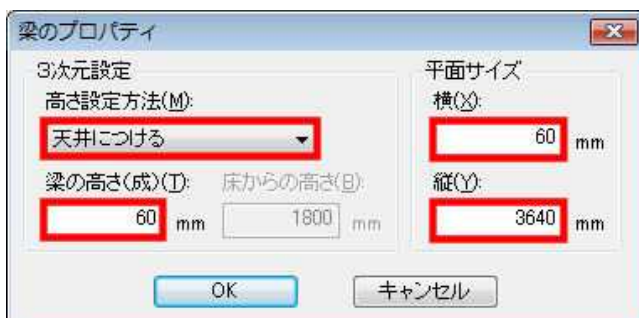 梁のプロパティ
3次元設定
高さ設定方法(M):
天井につける
梁の高さ(成)(T):
60 mm
床からの高さ(B):
1800 mm
平面サイズ
横(X):
60 mm
縦(Y):
3640 mm
OK
キャンセル